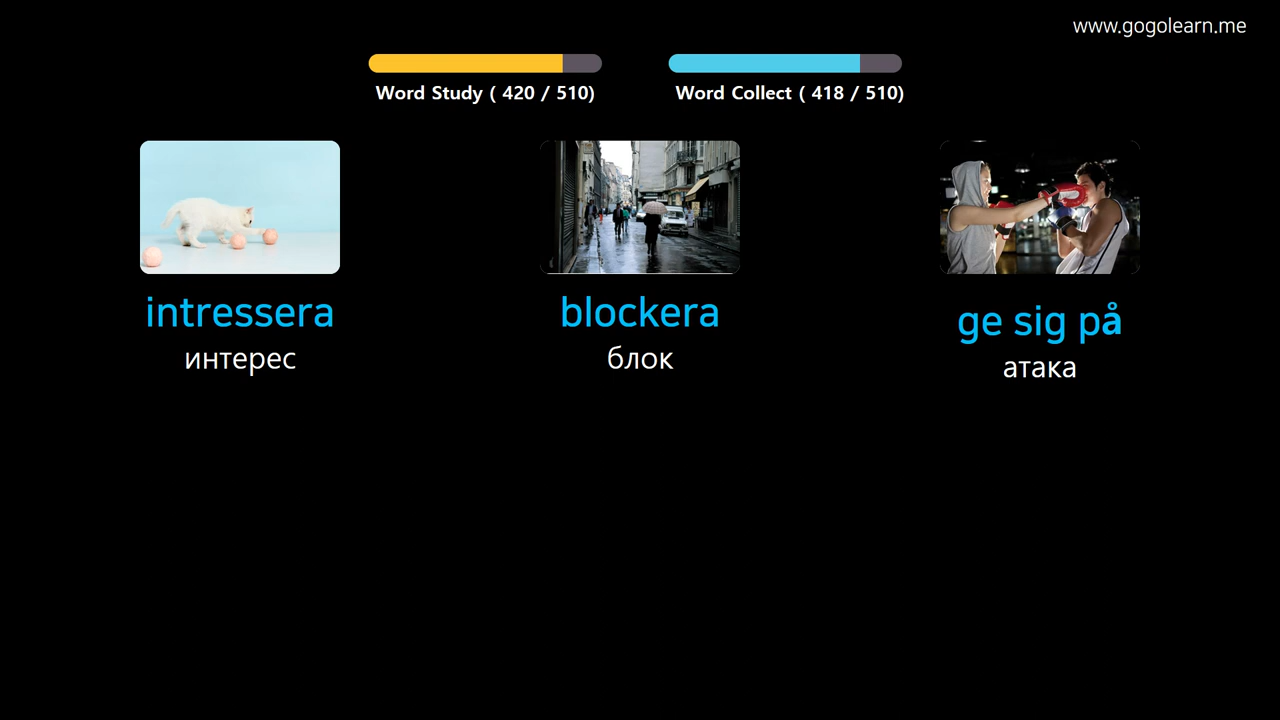 www.gogolearn.me
Word Study ( 420 / 510)
Word Collect ( 418 / 510)
intressera
интерес
blockera
блок
ge sig på
атака